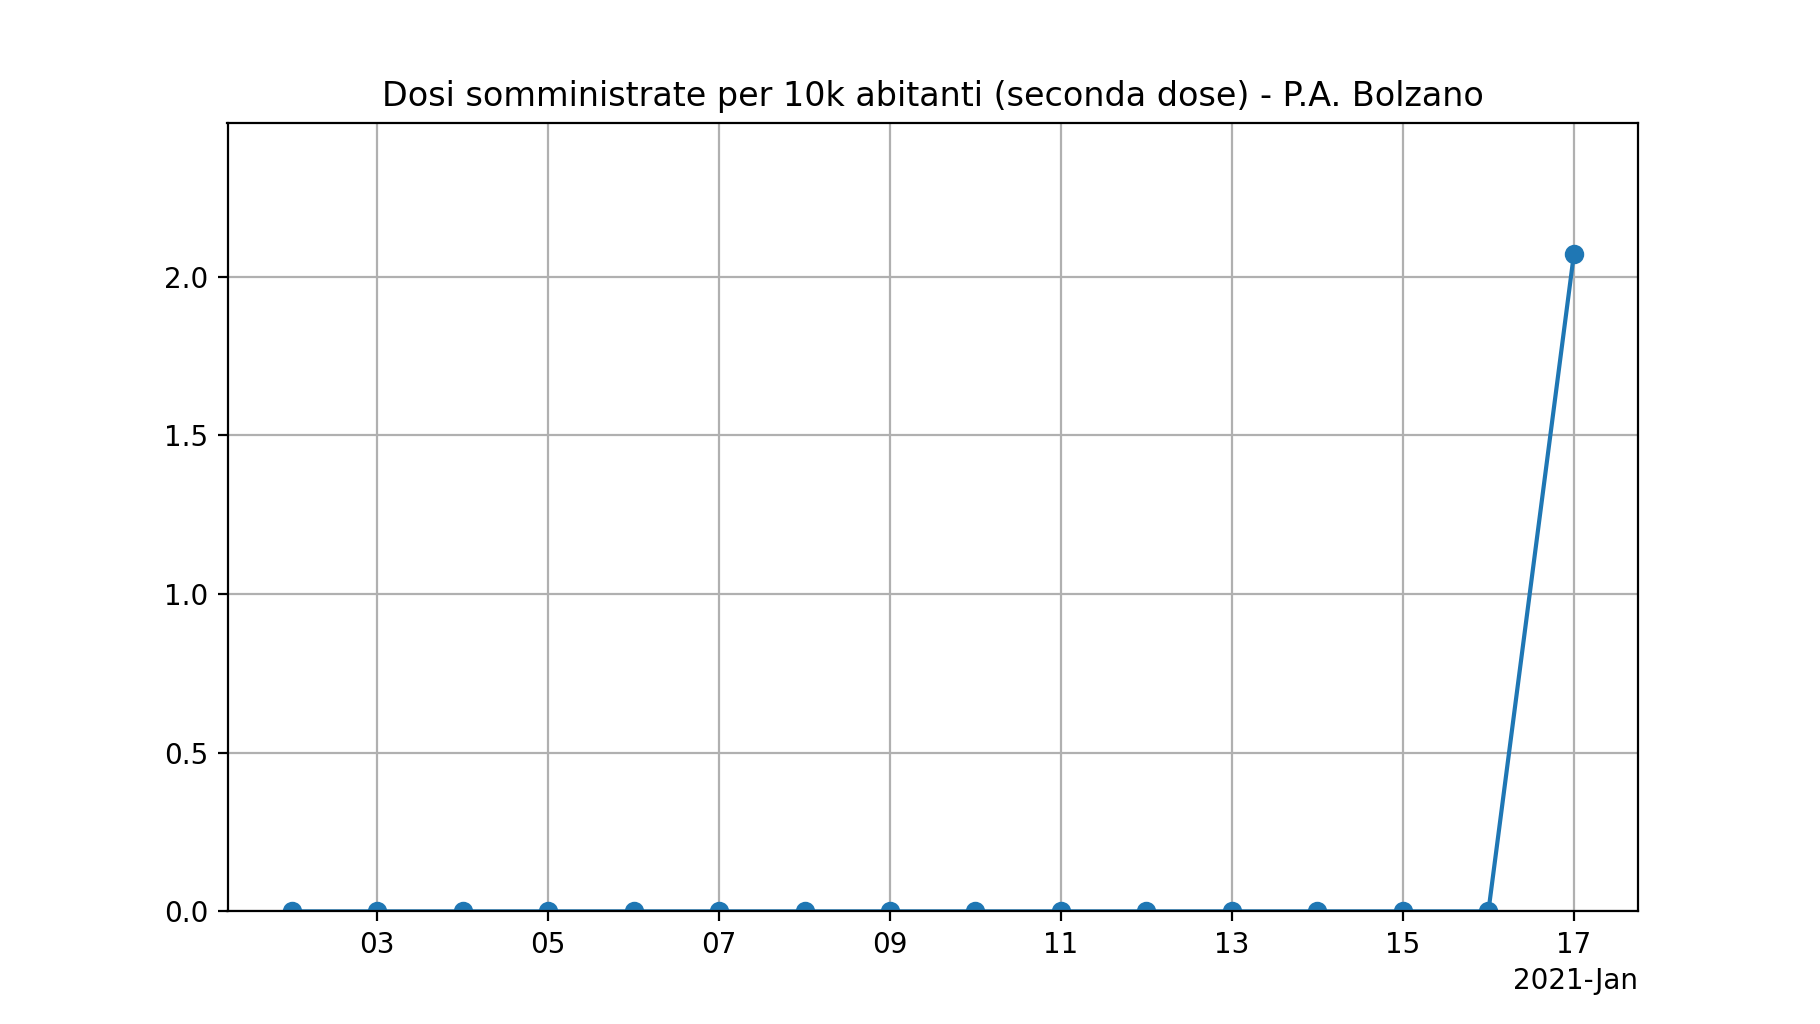 Dosi somministrate per 10k abitanti (seconda dose) - P.A. Bolzano
2.0
1.5
1.0
0.5
0.0
03 05 07 09 11 13 15 17
2021-Jan